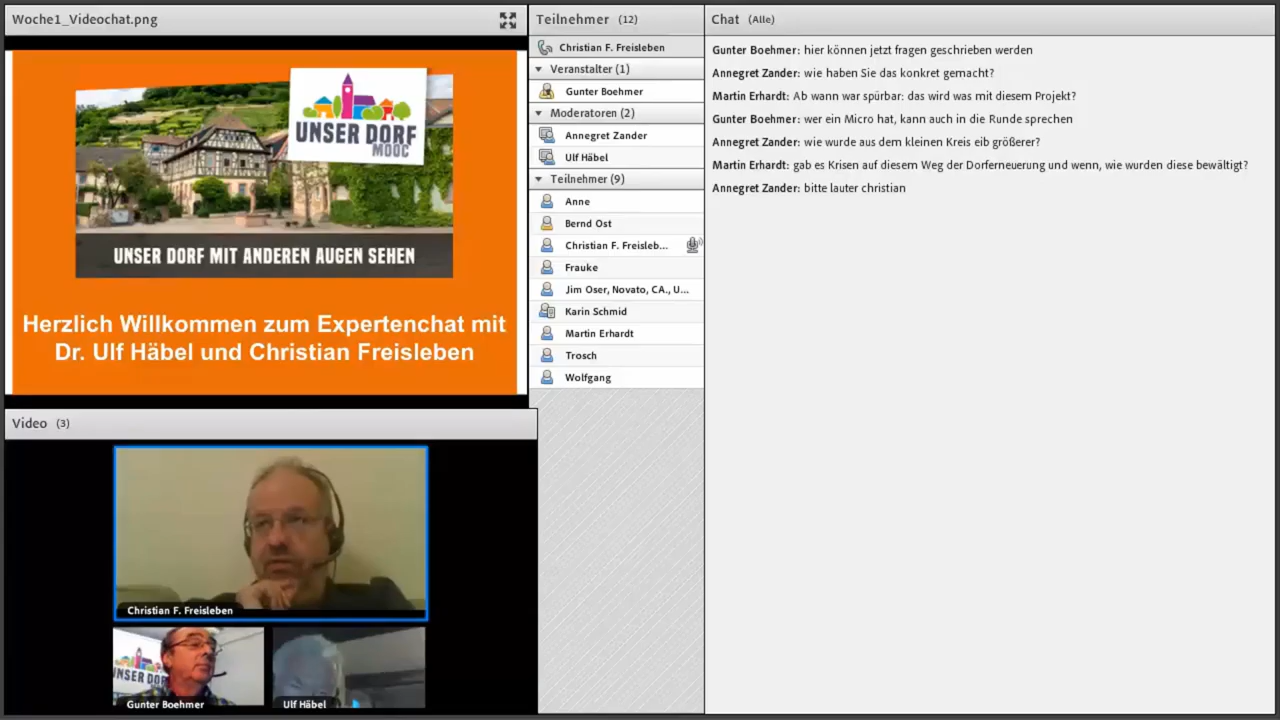 Woche1_Videochat.png
UNSER DORF
MOOC
UNSER DORF MIT ANDEREN AUGEN SEHEN
Herzlich Willkommen zum Expertenchat mit
Dr. Ulf Häbel und Christian Freisleben
Video (3)
Christian F. Freisleben
UNSER DOR
Gunter Boehmer
Ulf Häbel
Teilnehmer (12)
Christian F. Freisleben
Veranstalter (1)
Gunter Boehmer
Moderatoren (2)
Annegret Zander
Ulf Häbel
Teilnehmer (9)
Anne
Bernd Ost
Christian F. Freisleb...
Frauke
Jim Oser, Novato, CA., U...
Karin Schmid
Martin Erhardt
Trosch
Wolfgang
Chat (Alle)
Gunter Boehmer: hier können jetzt fragen geschrieben werden
Annegret Zander: wie haben Sie das konkret gemacht?
Martin Erhardt: Ab wann war spürbar: das wird was mit diesem Projekt?
Gunter Boehmer: wer ein Micro hat, kann auch in die Runde sprechen
Annegret Zander: wie wurde aus dem kleinen Kreis eib größerer?
Martin Erhardt: gab es Krisen auf diesem Weg der Dorferneuerung und wenn, wie wurden diese bewältigt?
Annegret Zander: bitte lauter christian